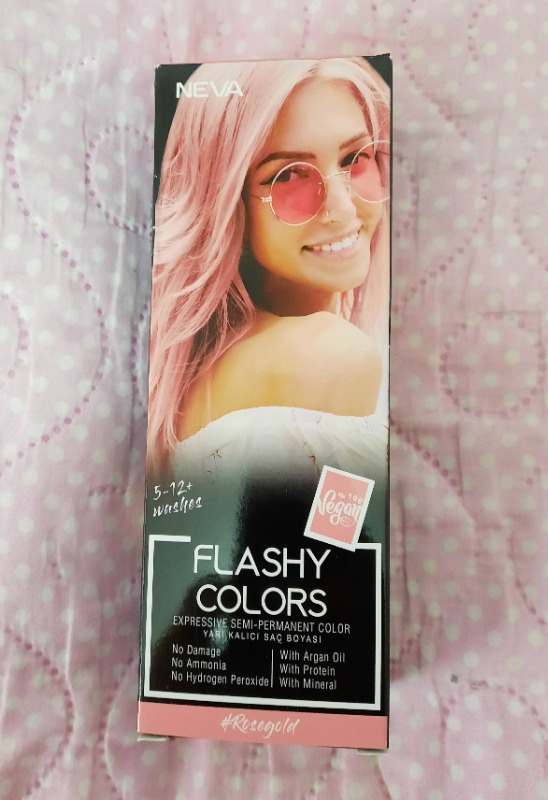 NEVA
5-12+
washes
% 100
Vegan
FLASHY
COLORS
EXPRESSIVE SEMI-PERMANENT COLOR
YARI KALICI SAÇ BOYASI
No Damage
No Ammonia
No Hydrogen Peroxide
With Argan Oil
With Protein
With Mineral
#Rosegold